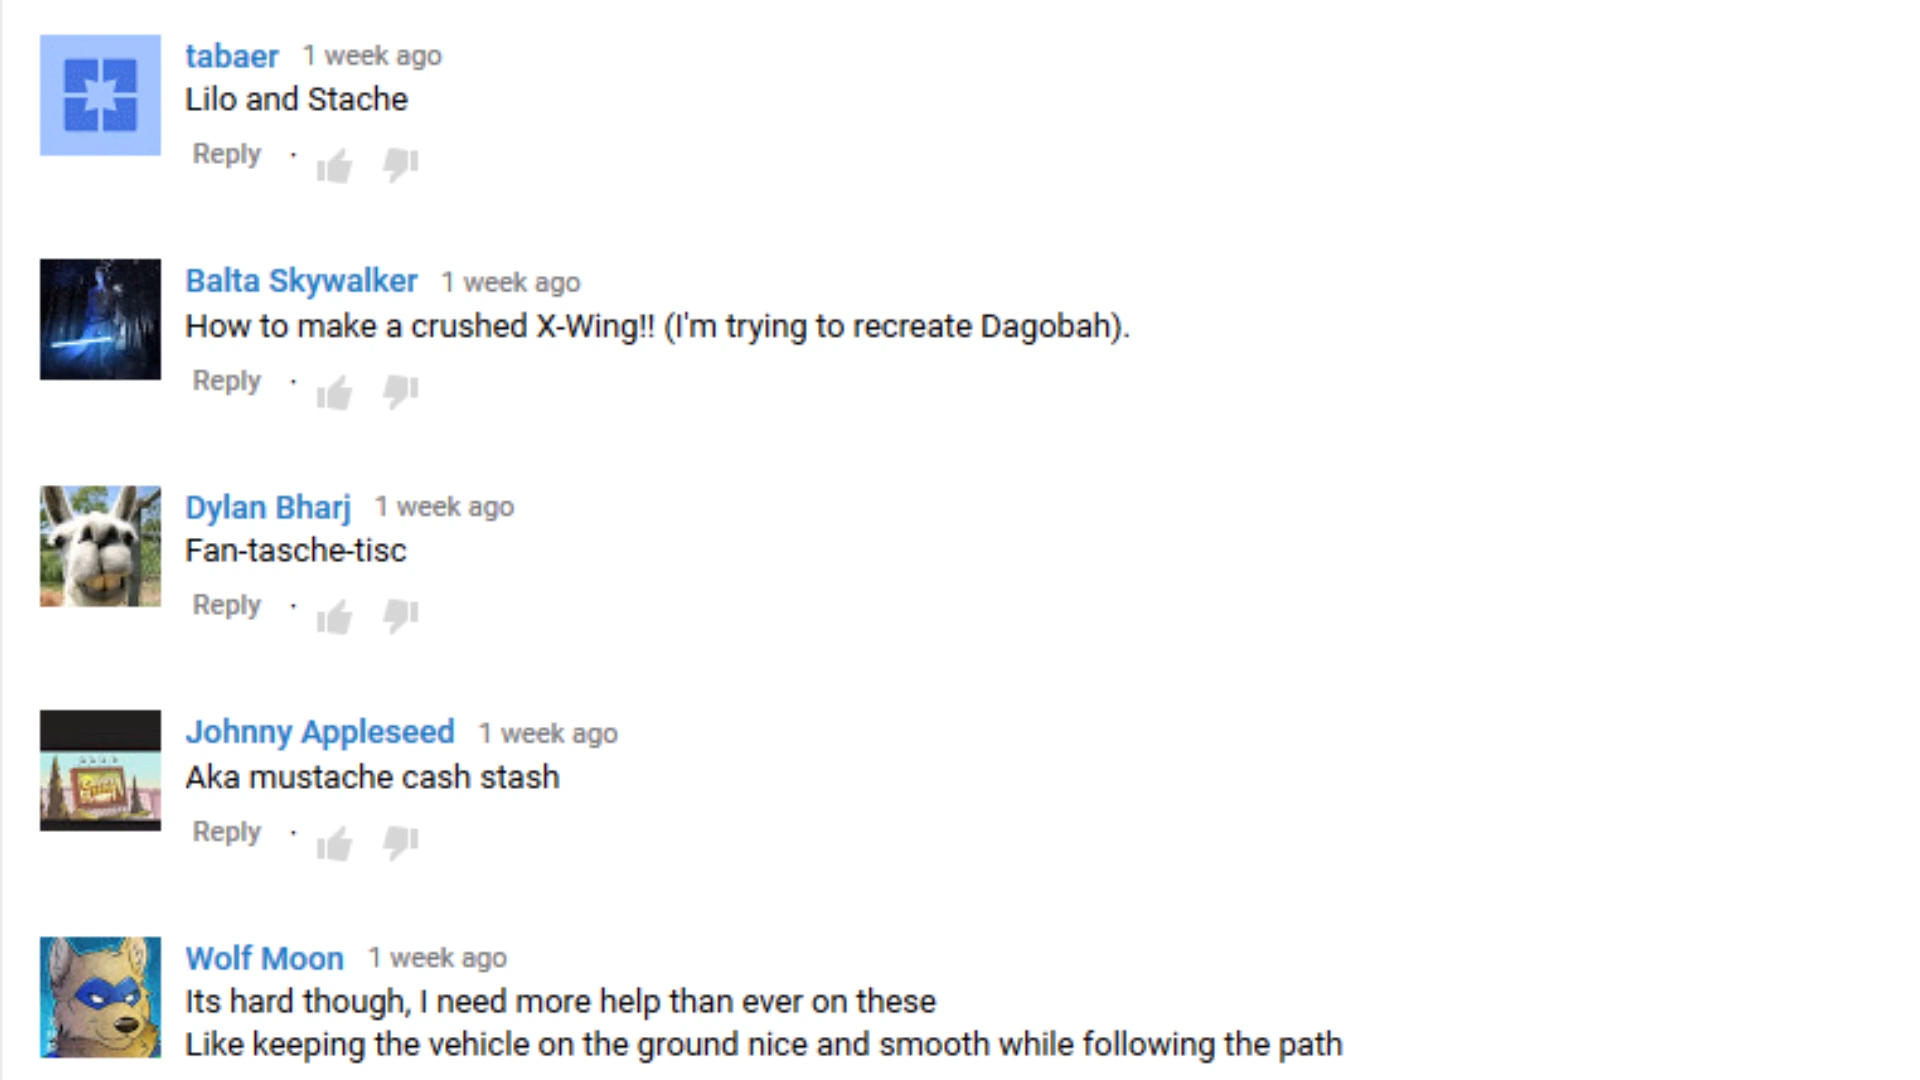 tabaer 1 week ago
Lilo and Stache
Reply ·
Balta Skywalker 1 week ago
How to make a crushed X-Wing!! (I'm trying to recreate Dagobah).
Reply ·
Dylan Bharj 1 week ago
Fan-tasche-tisc
Reply ·
Johnny Appleseed 1 week ago
Aka mustache cash stash
Reply ·
Wolf Moon 1 week ago
Its hard though, I need more help than ever on these
Like keeping the vehicle on the ground nice and smooth while following the path